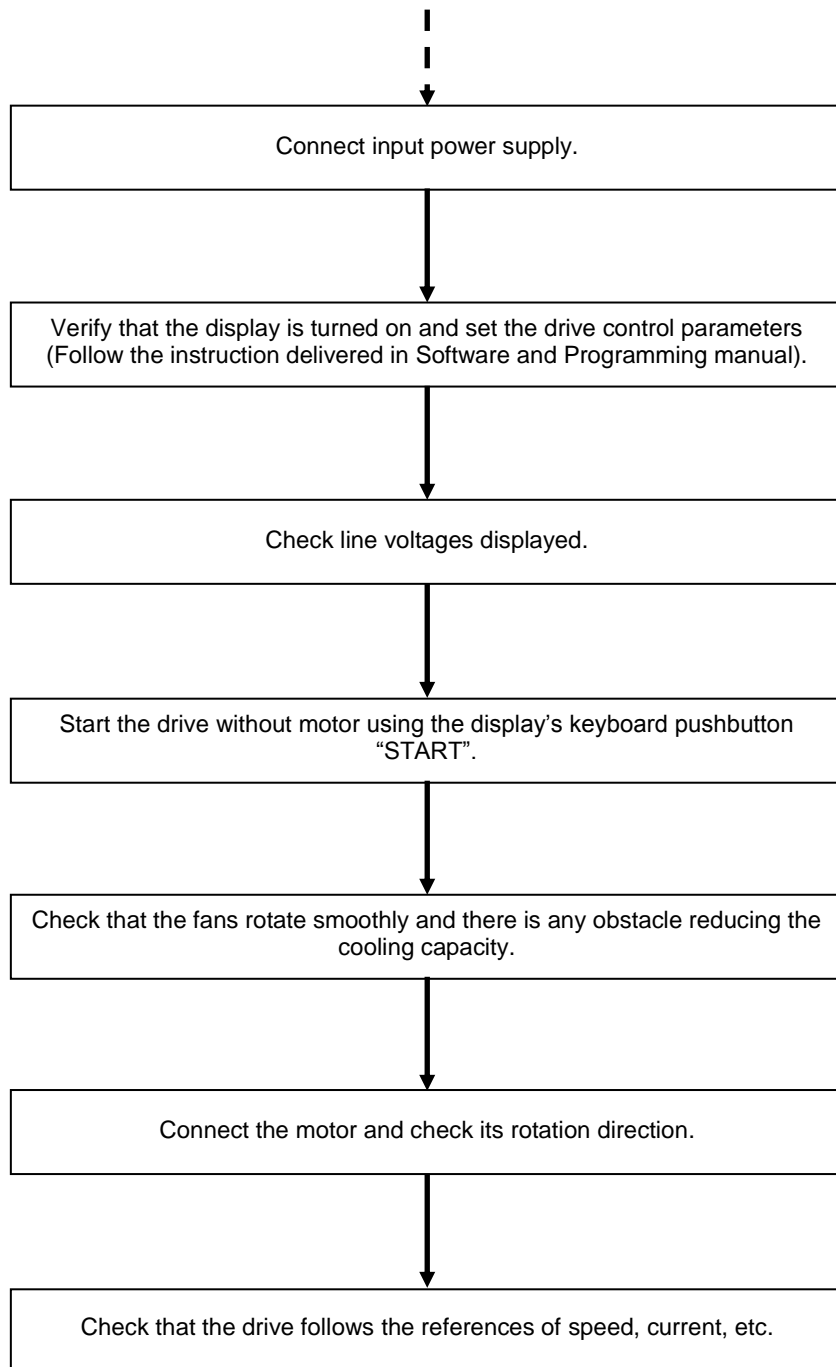 Connect input power supply.
Verify that the display is turned on and set the drive control parameters
(Follow the instruction delivered in Software and Programming manual).
Check line voltages displayed.
Start the drive without motor using the display’s keyboard pushbutton
“START”.
Check that the fans rotate smoothly and there is any obstacle reducing the
cooling capacity.
Connect the motor and check its rotation direction.
Check that the drive follows the references of speed, current, etc.